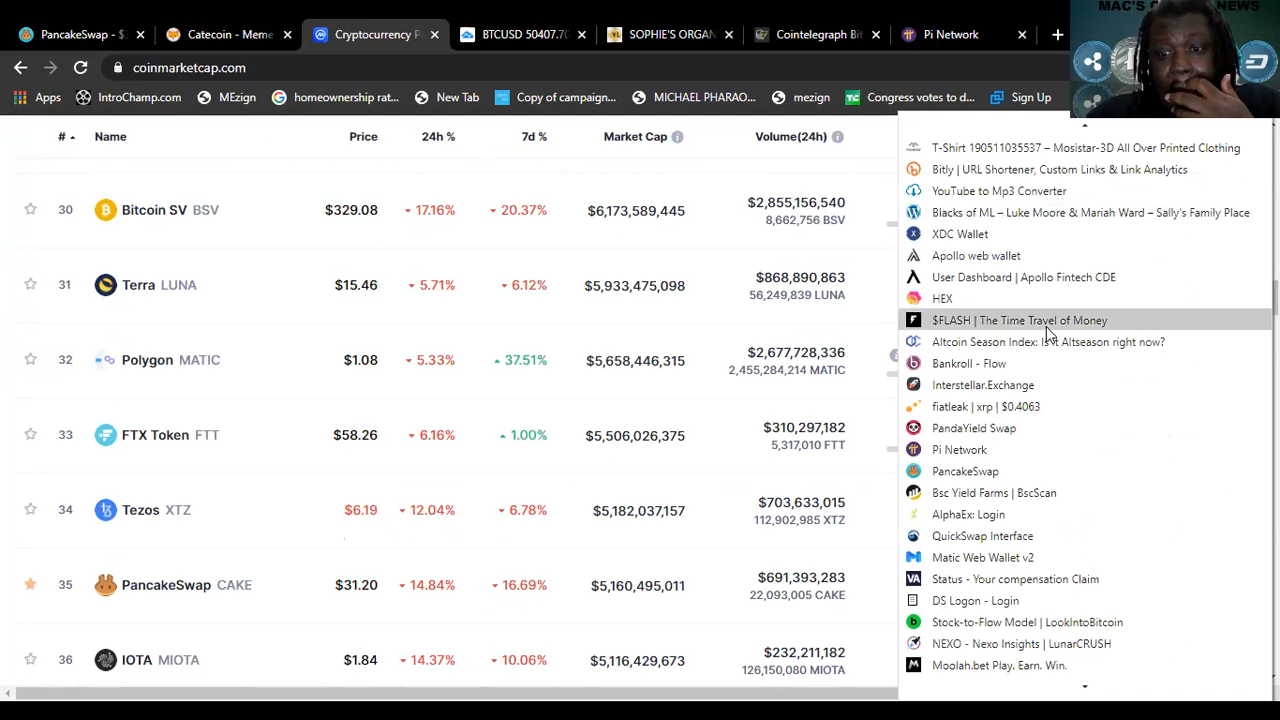 MAC'S C NEWS
PancakeSwap - $3
Catecoin - Meme
Cryptocurrency P
BTCUSD 50407.70
SOPHIE'S ORGAN
Cointelegraph Bit
Pi Network
coinmarketcap.com
Apps
IntroChamp.com
MEzign
homeownership rat...
New Tab
Copy of campaign...
MICHAEL PHARAO...
mezign
Congress votes to d...
Sign Up
# Name Price 24h % 7d % Market Cap Volume(24h)
30 Bitcoin SV BSV $329.08 17.16% 20.37% $6,173,589,445 $2,855,156,540
8,662,756 BSV
31 Terra LUNA $15.46 5.71% 6.12% $5,933,475,098 $868,890,863
56,249,839 LUNA
32 Polygon MATIC $1.08 5.33% 37.51% $5,658,446,315 $2,677,728,336
2,455,284,214 MATIC
33 FTX Token FTT $58.26 6.16% 1.00% $5,506,026,375 $310,297,182
5,317,010 FTT
34 Tezos XTZ $6.19 12.04% 6.78% $5,182,037,157 $703,633,015
112,902,985 XTZ
35 PancakeSwap CAKE $31.20 14.84% 16.69% $5,160,495,011 $691,393,283
22,093,005 CAKE
36 IOTA MIOTA $1.84 14.37% 10.06% $5,116,429,673 $232,211,182
126,150,080 MIOTA
T-Shirt 190511035537 – Mosistar-3D All Over Printed Clothing
Bitly | URL Shortener, Custom Links & Link Analytics
YouTube to Mp3 Converter
Blacks of ML – Luke Moore & Mariah Ward – Sally's Family Place
XDC Wallet
Apollo web wallet
User Dashboard | Apollo Fintech CDE
HEX
$FLASH | The Time Travel of Money
Altcoin Season Index: Altseason right now?
Bankroll - Flow
Interstellar.Exchange
fiatleak | xrp | $0.4063
PandaYield Swap
Pi Network
PancakeSwap
Bsc Yield Farms | BscScan
AlphaEx: Login
QuickSwap Interface
Matic Web Wallet v2
VA Status - Your compensation Claim
DS Logon - Login
Stock-to-Flow Model | LookIntoBitcoin
NEXO - Nexo Insights | LunarCRUSH
Moolah.bet Play. Earn. Win.